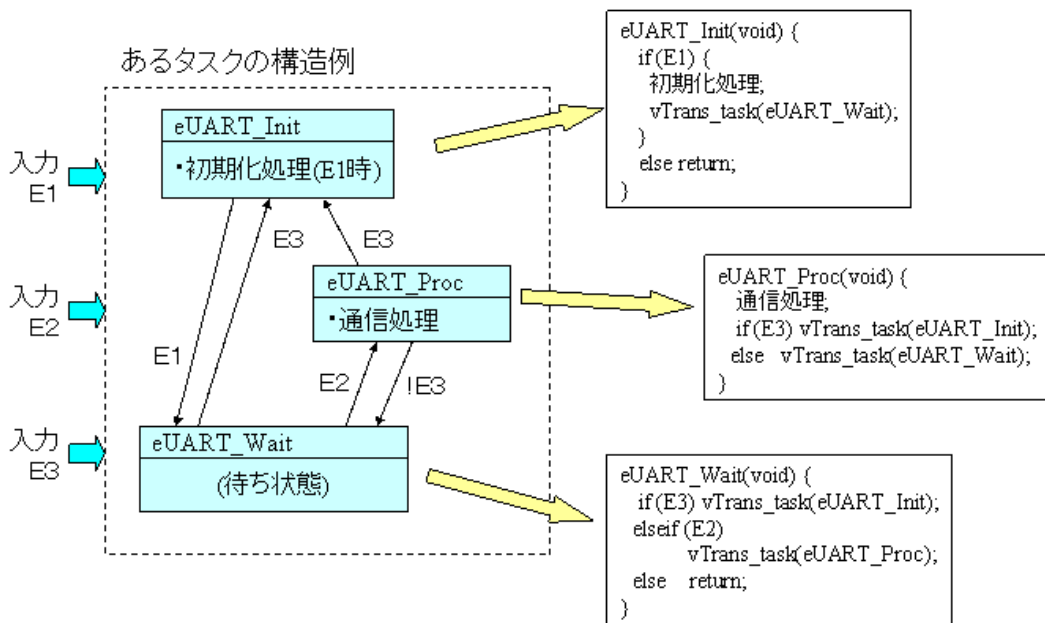 あるタスクの構造例
入力
E1
入力
E2
入力
E3
eUART_Init
・初期化処理(E1時)
E3
E3
eUART_Proc
・通信処理
E1
E2
!E3
eUART_Wait
(待ち状態)
eUART_Init(void) {
if (E1) {
初期化処理;
vTrans_task(eUART_Wait);
}
else return;
}
eUART_Proc(void) {
通信処理;
if (E3) vTrans_task(eUART_Init);
else vTrans_task(eUART_Wait);
}
eUART_Wait(void) {
if (E3) vTrans_task(eUART_Init);
elseif (E2)
vTrans_task(eUART_Proc);
else return;
}